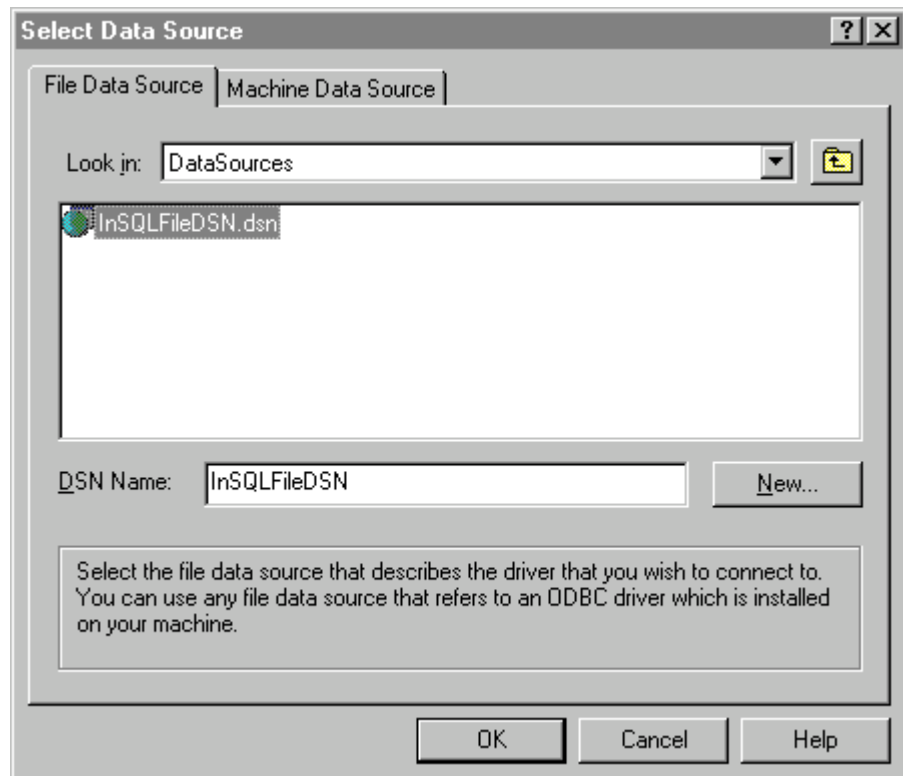 Select Data Source
File Data Source
Machine Data Source
Look in: DataSources
InSQLFileDSN.dsn
DSN Name: InSQLFileDSN
New...
Select the file data source that describes the driver that you wish to connect to.
You can use any file data source that refers to an ODBC driver which is installed
on your machine.
OK
Cancel
Help